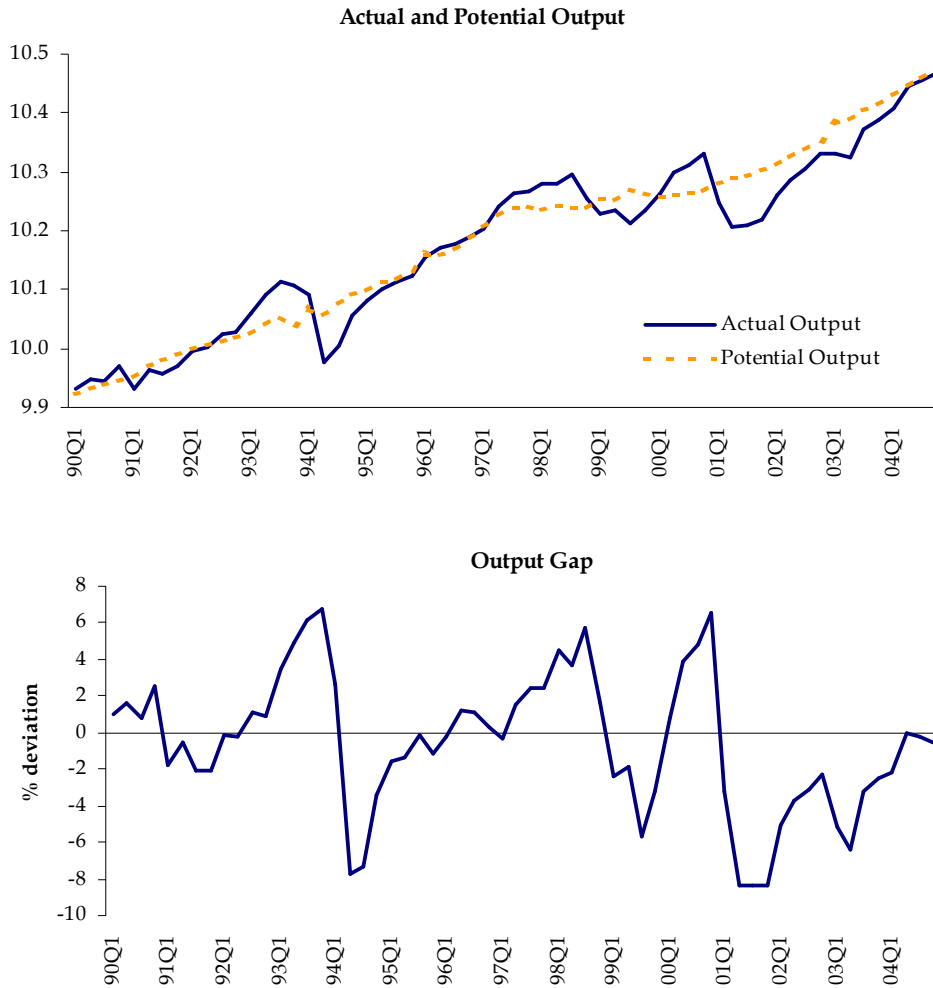 Actual and Potential Output
10.5
10.4
10.3
10.2
10.1
10.0
9.9
Actual Output
Potential Output
90Q1
91Q1
92Q1
93Q1
94Q1
95Q1
96Q1
97Q1
98Q1
99Q1
00Q1
01Q1
02Q1
03Q1
04Q1
Output Gap
8
6
4
2
0
-2
-4
-6
-8
-10
% deviation
90Q1
91Q1
92Q1
93Q1
94Q1
95Q1
96Q1
97Q1
98Q1
99Q1
00Q1
01Q1
02Q1
03Q1
04Q1